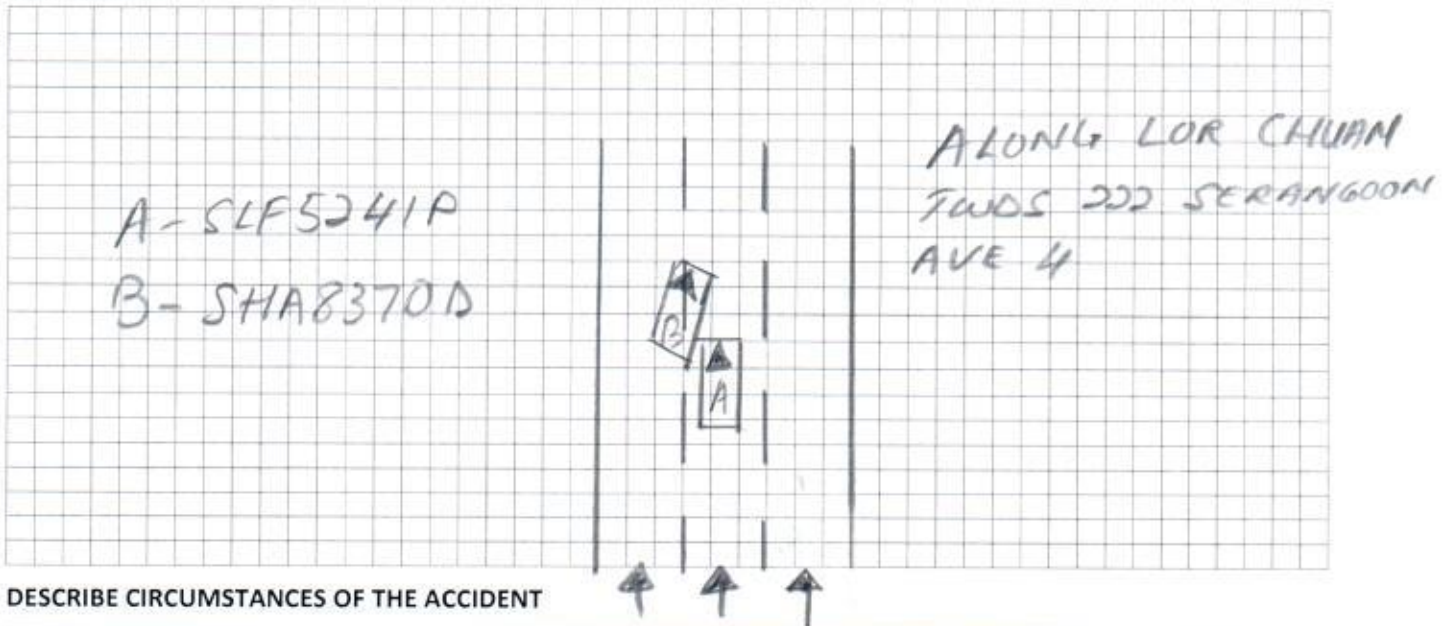 A - SLF5241P
B - SHA8370D
ALONG LOR CHUAN
TWDS 222 SERANGOON
AVE 4
B
A
DESCRIBE CIRCUMSTANCES OF THE ACCIDENT